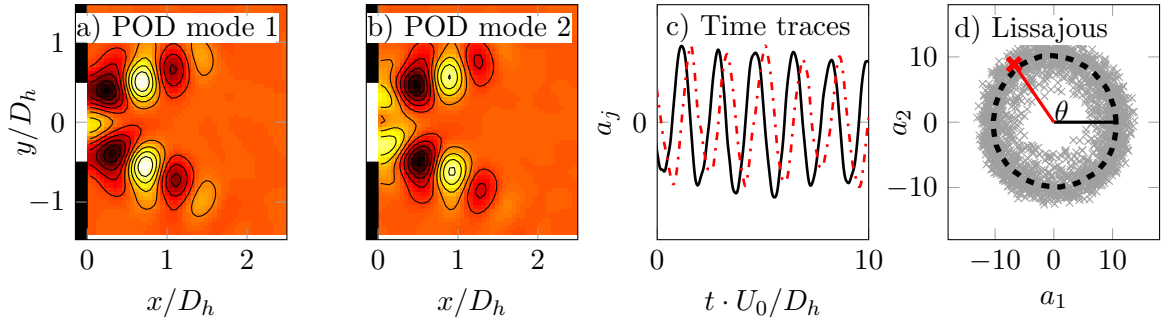 a) POD mode 1
b) POD mode 2
c) Time traces
d) Lissajous
1
0
−1
y/D_h
0
1
2
x/D_h
0
1
2
x/D_h
0
a_j
0
10
t · U_0/D_h
10
0
−10
a_2
θ
−10
0
10
a_1